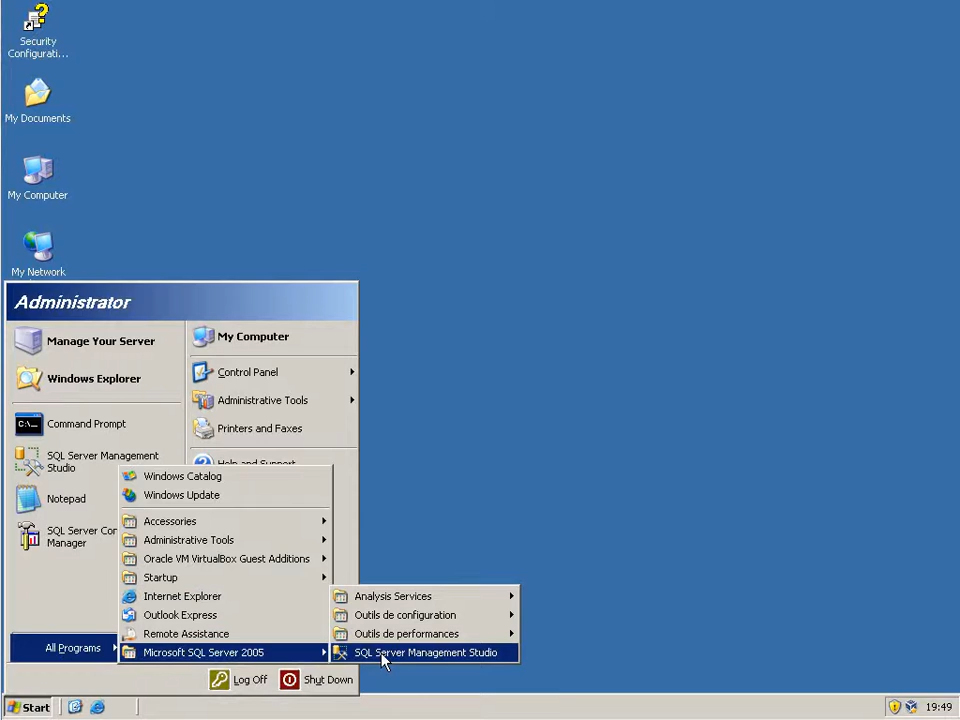 Security
Configurati...
My Documents
My Computer
My Network
Administrator
Manage Your Server
Windows Explorer
Command Prompt
SQL Server Management
Studio
Notepad
SQL Server Con
Manager
All Programs
My Computer
Control Panel
Administrative Tools
Printers and Faxes
Help and Support
Windows Catalog
Windows Update
Accessories
Administrative Tools
Oracle VM VirtualBox Guest Additions
Startup
Internet Explorer
Outlook Express
Remote Assistance
Microsoft SQL Server 2005
Analysis Services
Outils de configuration
Outils de performances
SQL Server Management Studio
Log Off
Shut Down
Start
19:49